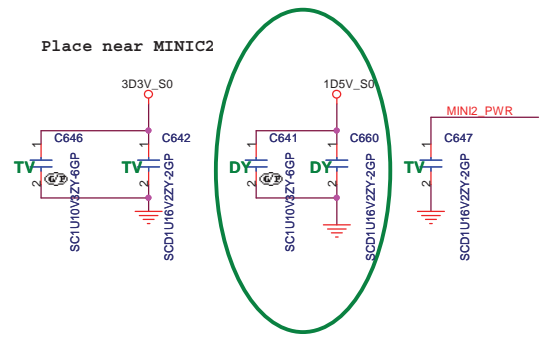 Place near MINIC2
3D3V_S0
1D5V_S0
MINI2_PWR
C646
C642
C641
C660
C647
1
1
1
1
1
TV
TV
DY
DY
TV
G/P
G/P
2
2
2
2
2
SC1U10V3ZY-6GP
SCD1U16V2ZY-2GP
SC1U10V3ZY-6GP
SCD1U16V2ZY-2GP
SCD1U16V2ZY-2GP